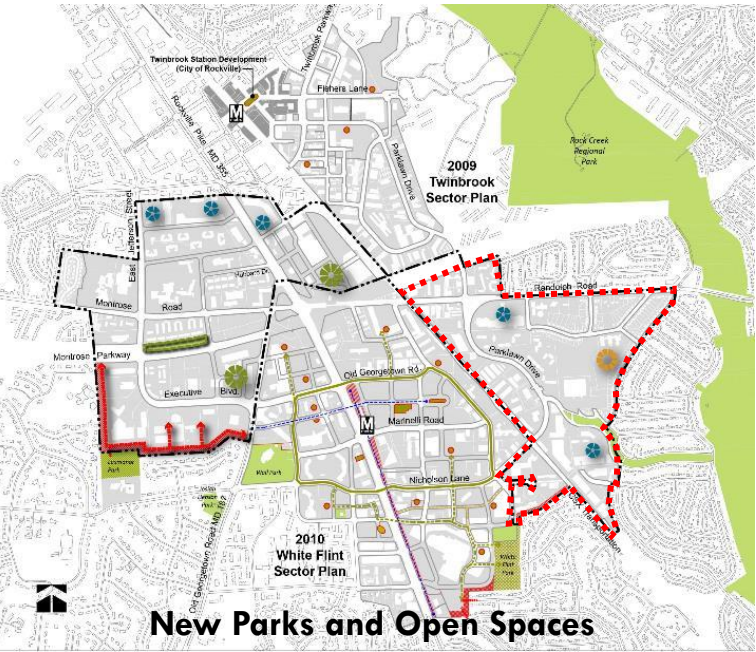 Twinbrook Station Development
(City of Rockville)
Twinbrook Parkway
Fishers Lane
M
Rockville Pike MD 355
Parklawn Drive
Rock Creek
Regional
Park
2009
Twinbrook
Sector Plan
East Jefferson Street
Montrose
Road
Randolph Road
Montrose Parkway
Parklawn Drive
Executive
Blvd.
Old Georgetown Rd
M
Marinelli Road
Wall Park
Nicholson Lane
Old Georgetown Road MD 187
2010
White Flint
Sector Plan
White
Flint
Park
CSX Transportation
New Parks and Open Spaces